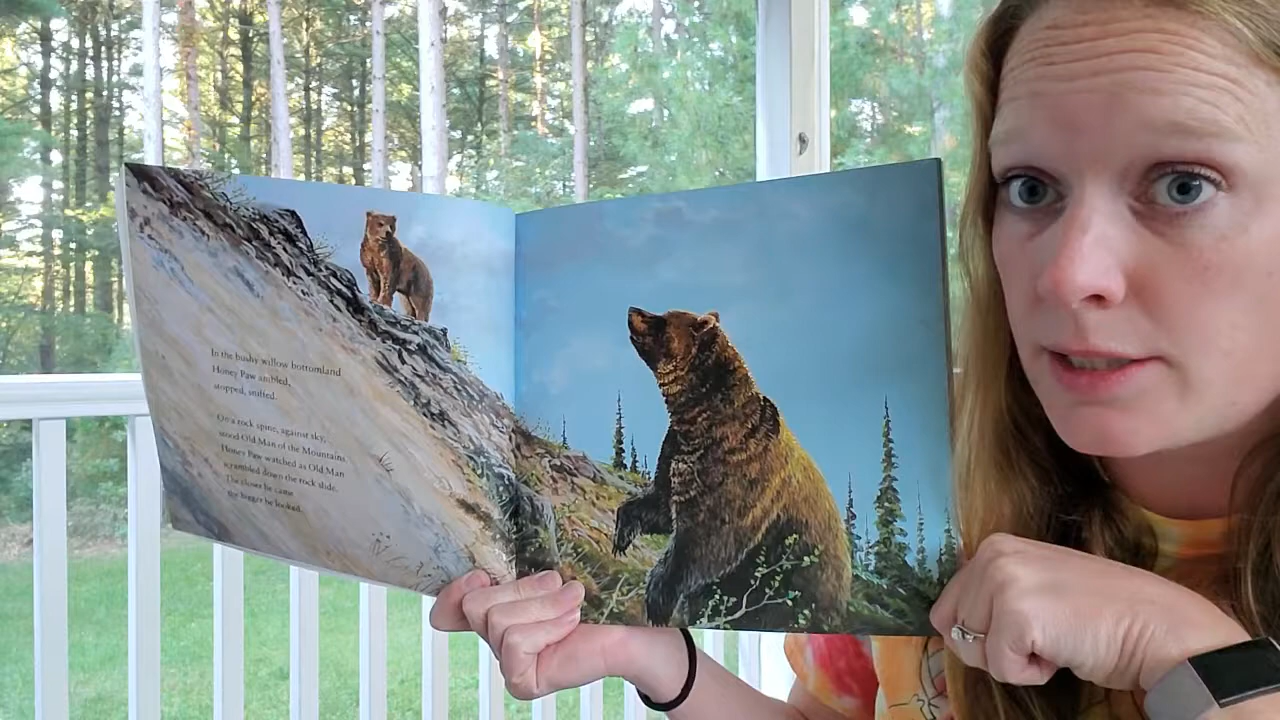 In the bushy willow bottomland
Honey Paw ambled,
stopped, sniffed.
On a rock spine, against sky,
stood Old Man of the Mountains.
Honey Paw watched as Old Man
scrambled down the rock slide.
The closer he came
the bigger he looked.